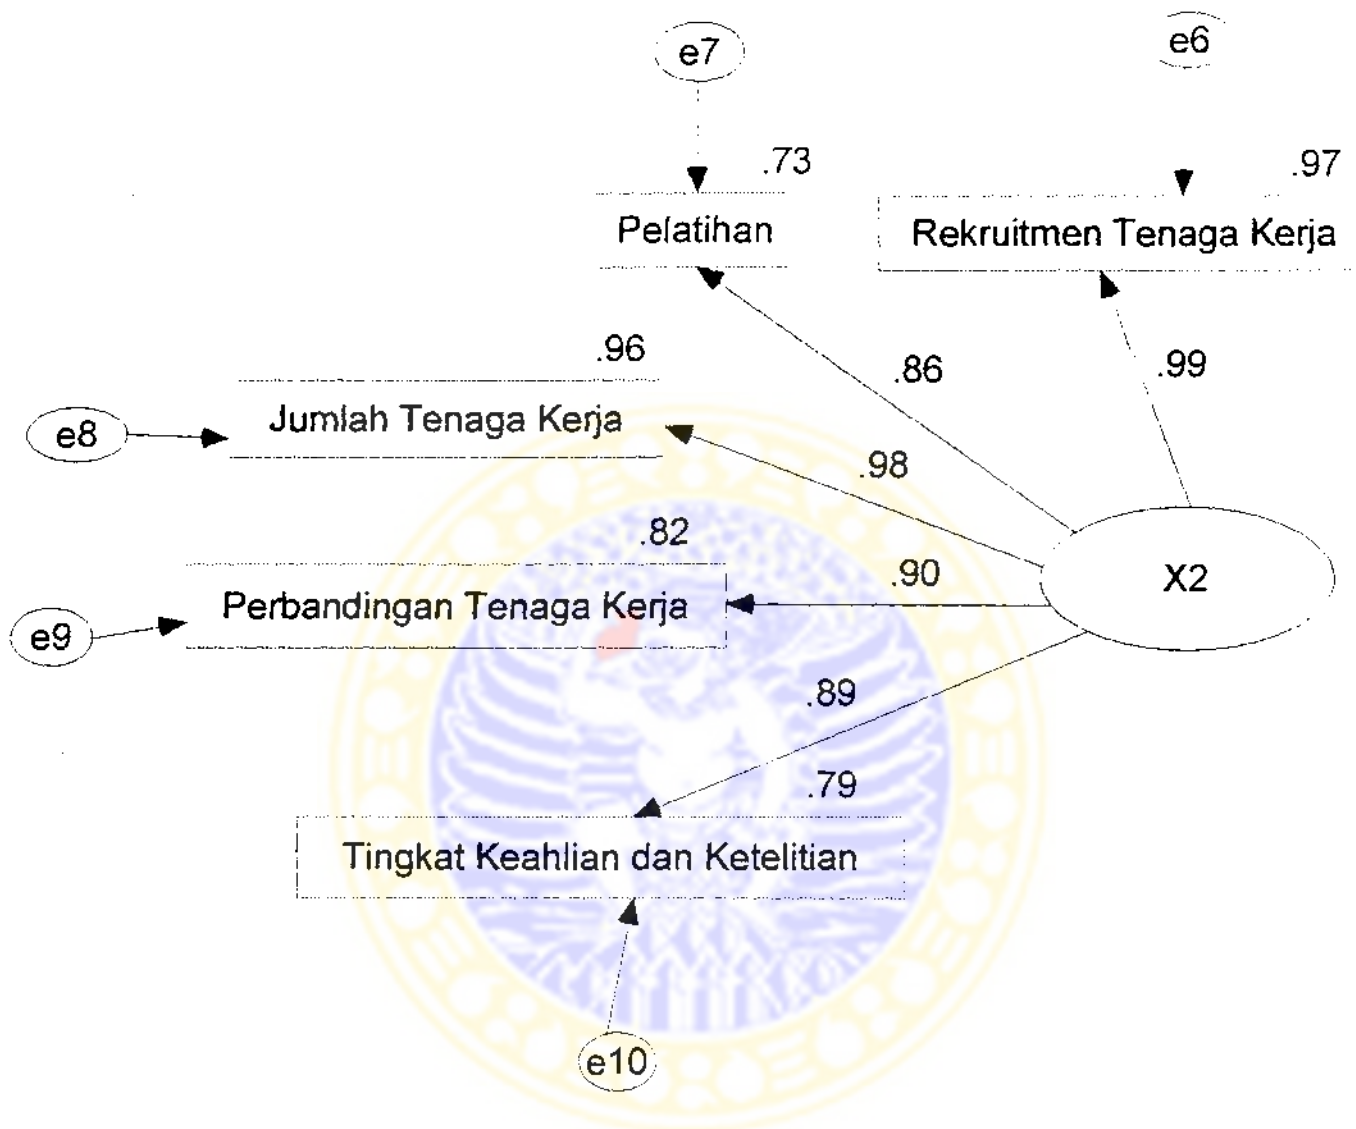 e7
e6
.73
.97
Pelatihan
Rekruitmen Tenaga Kerja
.96
.86
.99
Jumlah Tenaga Kerja
e8
.98
.82
.90
X2
Perbandingan Tenaga Kerja
e9
.89
.79
Tingkat Keahlian dan Ketelitian
e10